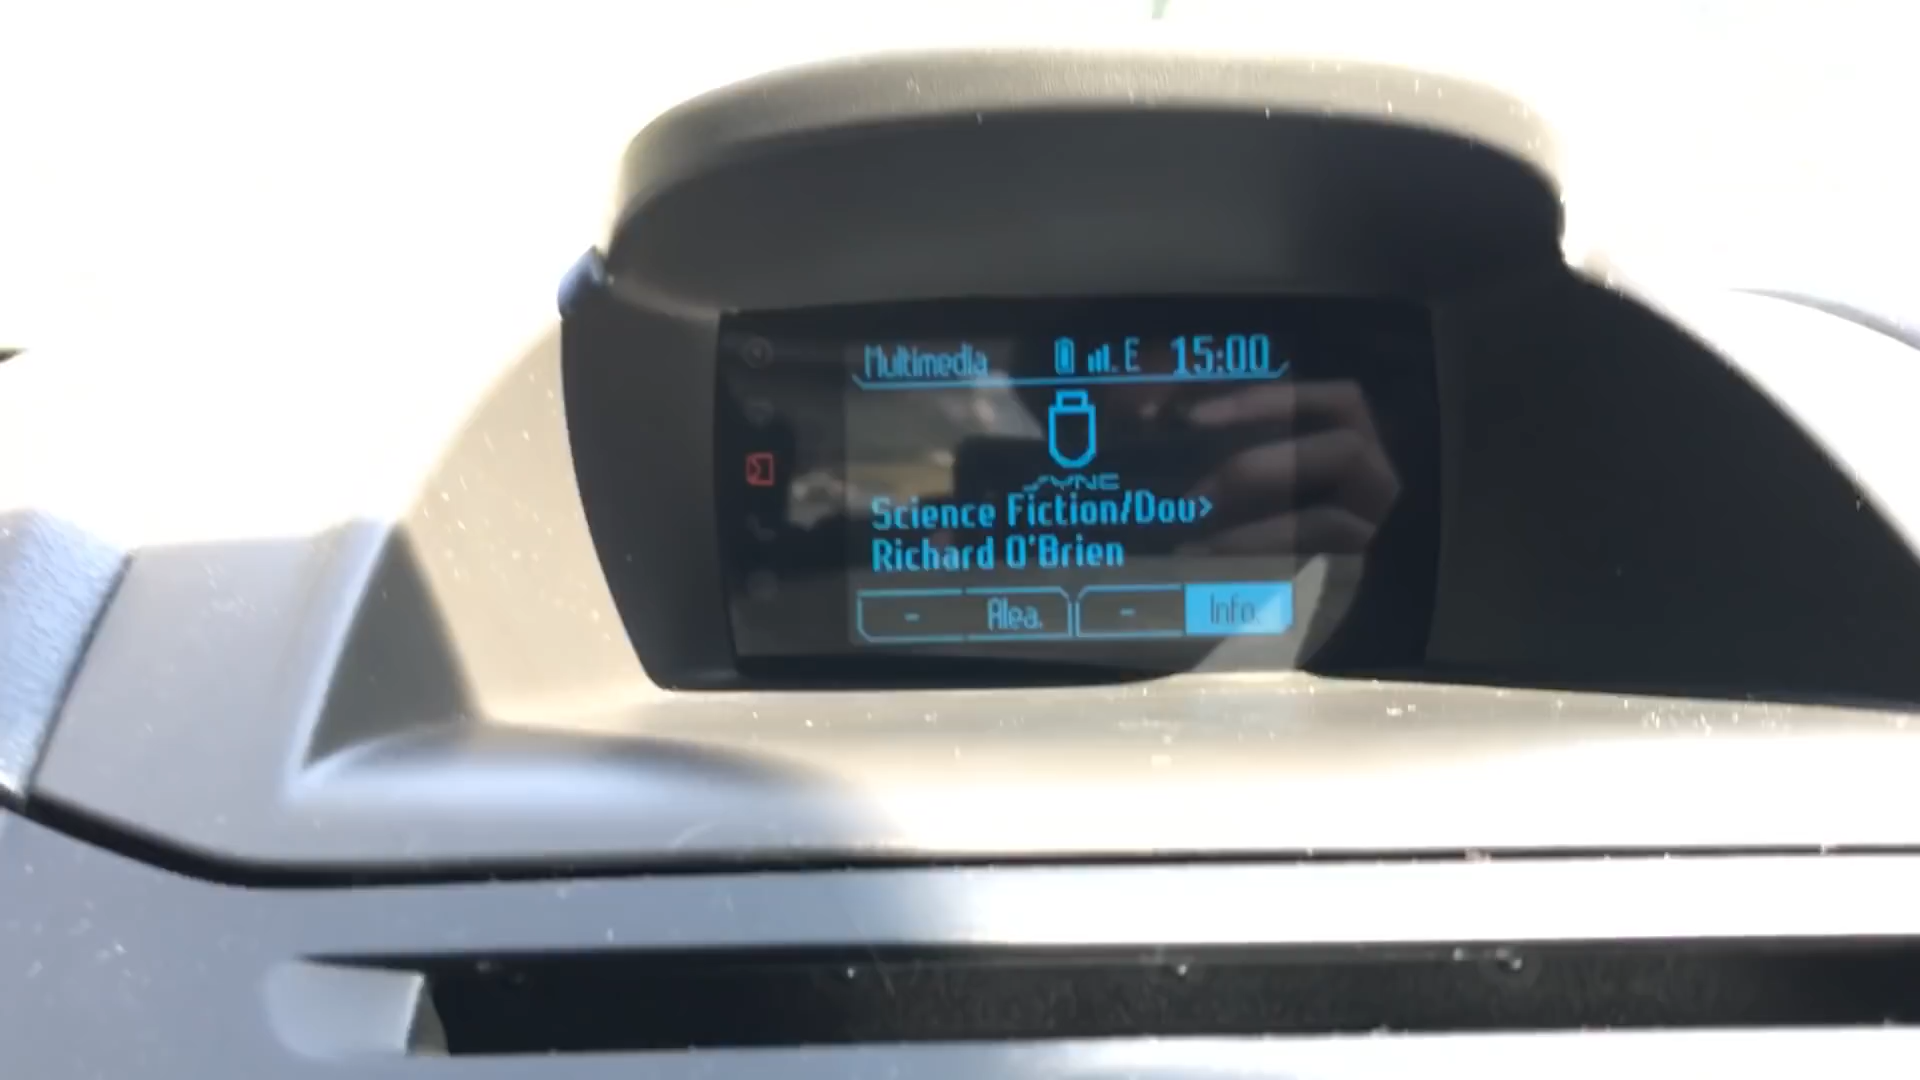 Multimedia E 15:00
SYNC
Science Fiction/Dou>
Richard O'Brien
- Alea. - Info.